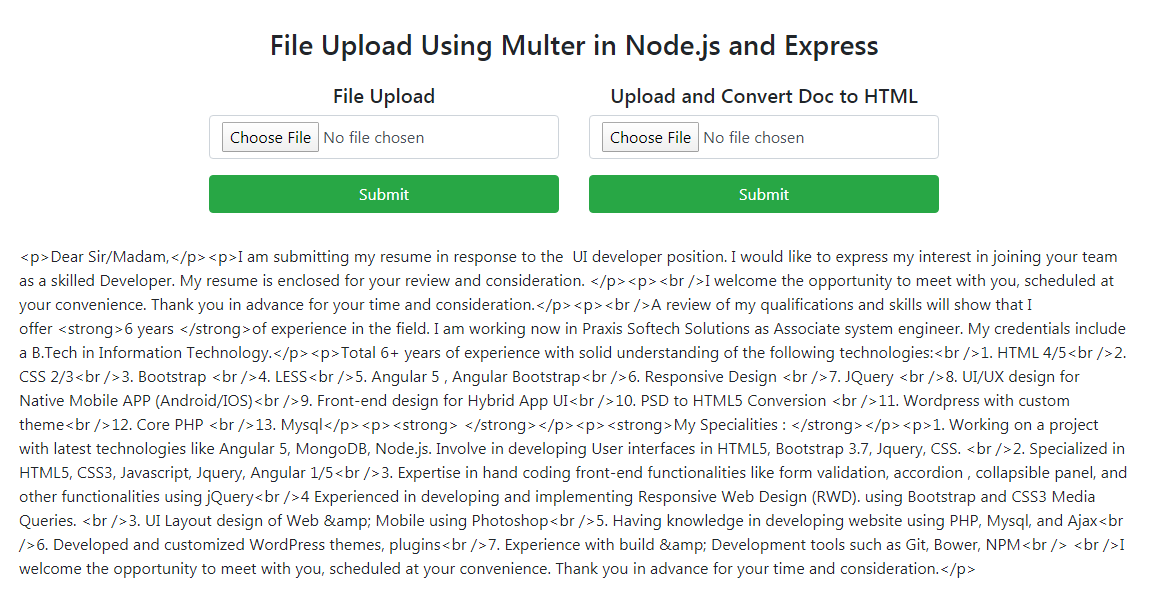 File Upload Using Multer in Node.js and Express
File Upload
Upload and Convert Doc to HTML
Choose File No file chosen
Choose File No file chosen
Submit
Submit
<p>Dear Sir/Madam,</p><p>I am submitting my resume in response to the  UI developer position. I would like to express my interest in joining your team
as a skilled Developer. My resume is enclosed for your review and consideration. </p><p><br />I welcome the opportunity to meet with you, scheduled at
your convenience. Thank you in advance for your time and consideration.</p><p><br />A review of my qualifications and skills will show that I
offer <strong>6 years </strong>of experience in the field. I am working now in Praxis Softech Solutions as Associate system engineer. My credentials include
a B.Tech in Information Technology.</p><p>Total 6+ years of experience with solid understanding of the following technologies:<br />1. HTML 4/5<br />2.
CSS 2/3<br />3. Bootstrap <br />4. LESS<br />5. Angular 5 , Angular Bootstrap<br />6. Responsive Design <br />7. JQuery <br />8. UI/UX design for
Native Mobile APP (Android/IOS)<br />9. Front-end design for Hybrid App UI<br />10. PSD to HTML5 Conversion <br />11. Wordpress with custom
theme<br />12. Core PHP <br />13. Mysql</p><p><strong> </strong></p><p><strong>My Specialities : </strong></p><p>1. Working on a project
with latest technologies like Angular 5, MongoDB, Node.js. Involve in developing User interfaces in HTML5, Bootstrap 3.7, Jquery, CSS. <br />2. Specialized in
HTML5, CSS3, Javascript, Jquery, Angular 1/5<br />3. Expertise in hand coding front-end functionalities like form validation, accordion , collapsible panel, and
other functionalities using jQuery<br />4 Experienced in developing and implementing Responsive Web Design (RWD). using Bootstrap and CSS3 Media
Queries. <br />3. UI Layout design of Web &amp; Mobile using Photoshop<br />5. Having knowledge in developing website using PHP, Mysql, and Ajax<br
/>6. Developed and customized WordPress themes, plugins<br />7. Experience with build &amp; Development tools such as Git, Bower, NPM<br /> <br />I
welcome the opportunity to meet with you, scheduled at your convenience. Thank you in advance for your time and consideration.</p>